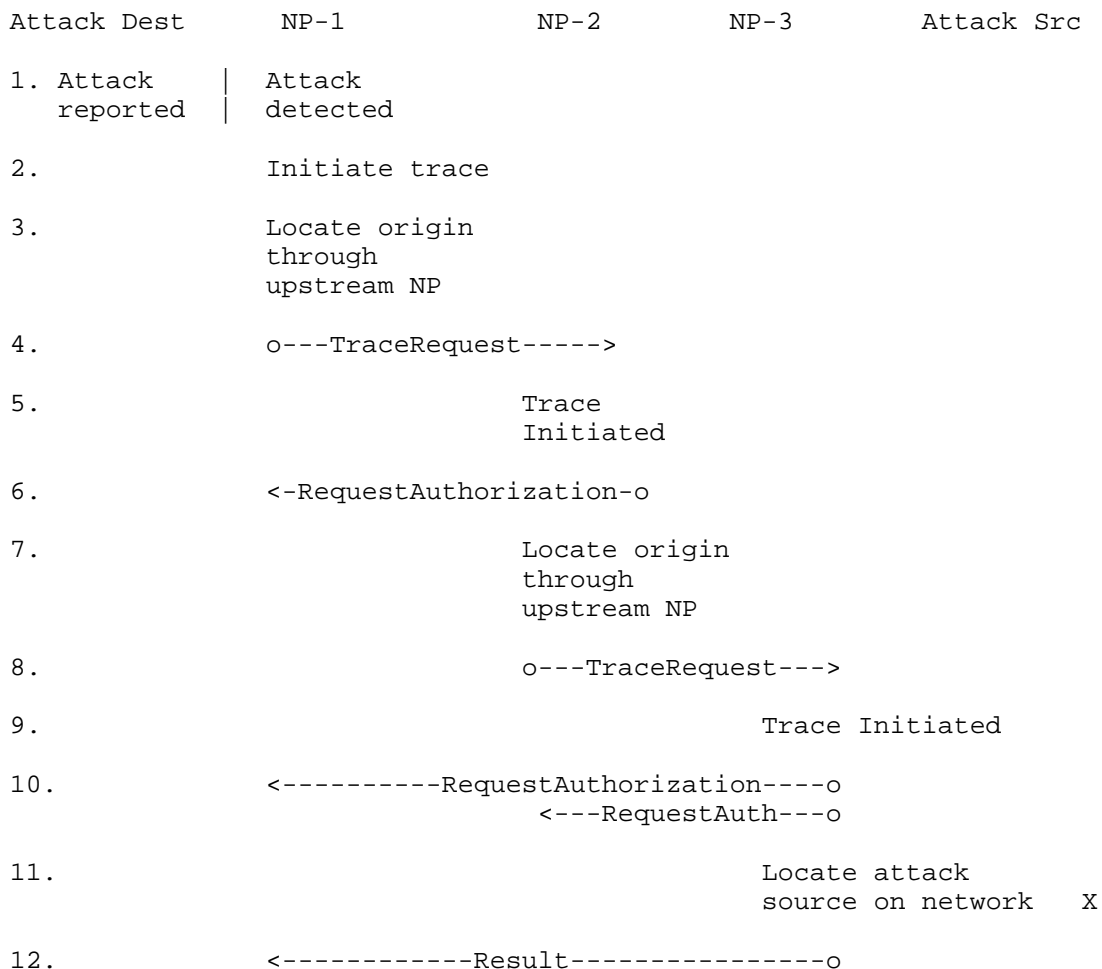 Attack Dest      NP-1              NP-2        NP-3        Attack Src
1. Attack      |  Attack
   reported  |  detected
2.              Initiate trace
3.              Locate origin
                through
                upstream NP
4.              o---TraceRequest----->
5.                              Trace
                                Initiated
6.              <-RequestAuthorization-o
7.                              Locate origin
                                through
                                upstream NP
8.                              o---TraceRequest--->
9.                                             Trace Initiated
10.             <----------RequestAuthorization----o
                                 <---RequestAuth---o
11.                                            Locate attack
                                               source on network   X
12.             <------------Result----------------o